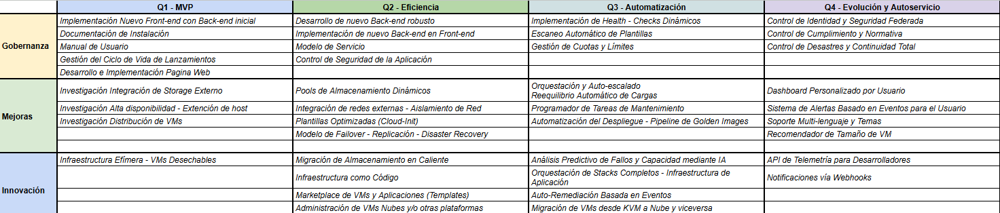 Q1 - MVP
Q2 - Eficiencia
Q3 - Automatización
Q4 - Evolución y Autoservicio
Gobernanza
Implementación Nuevo Front-end con Back-end inicial
Desarrollo de nuevo Back-end robusto
Implementación de Health - Checks Dinámicos
Control de Identidad y Seguridad Federada
Documentación de Instalación
Implementación de nuevo Back-end en Front-end
Escaneo Automático de Plantillas
Control de Cumplimiento y Normativa
Manual de Usuario
Modelo de Servicio
Gestión de Cuotas y Límites
Control de Desastres y Continuidad Total
Gestión del Ciclo de Vida de Lanzamientos
Control de Seguridad de la Aplicación
Desarrollo e Implementación Pagina Web
Mejoras
Investigación Integración de Storage Externo
Pools de Almacenamiento Dinámicos
Orquestación y Auto-escalado
Reequilibrio Automático de Cargas
Dashboard Personalizado por Usuario
Investigación Alta disponibilidad - Extención de host
Integración de redes externas - Aislamiento de Red
Programador de Tareas de Mantenimiento
Sistema de Alertas Basado en Eventos para el Usuario
Investigación Distribución de VMs
Plantillas Optimizadas (Cloud-Init)
Automatización del Despliegue - Pipeline de Golden Images
Soporte Multi-lenguaje y Temas
Modelo de Failover - Replicación - Disaster Recovery
Recomendador de Tamaño de VM
Innovación
Infraestructura Efímera - VMs Desechables
Migración de Almacenamiento en Caliente
Análisis Predictivo de Fallos y Capacidad mediante IA
API de Telemetría para Desarrolladores
Infraestructura como Código
Orquestación de Stacks Completos - Infraestructura de
Aplicación
Notificaciones vía Webhooks
Marketplace de VMs y Aplicaciones (Templates)
Auto-Remediación Basada en Eventos
Administración de VMs Nubes y/o otras plataformas
Migración de VMs desde KVM a Nube y viceversa